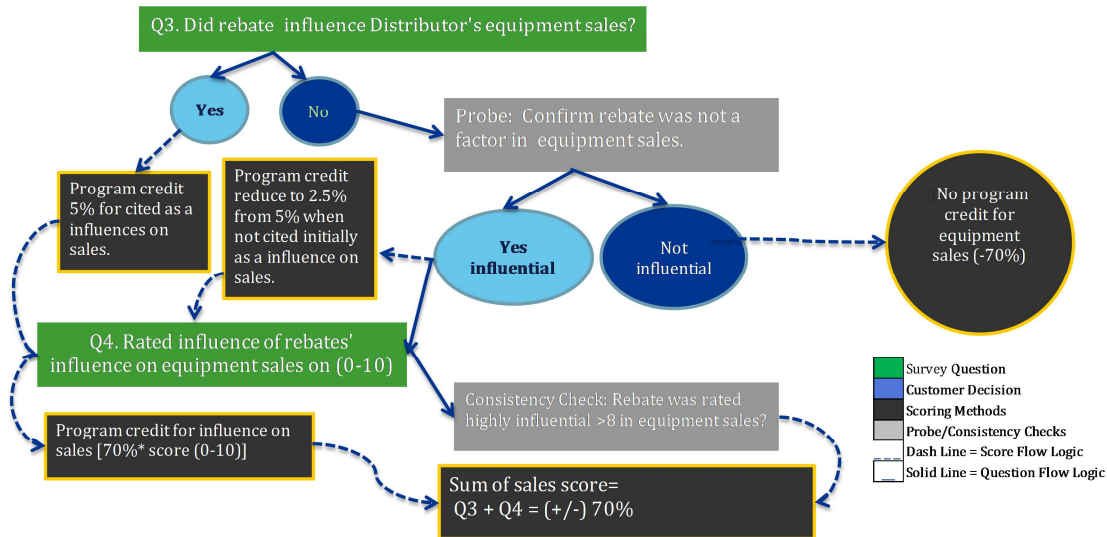 Q3. Did rebate influence Distributor's equipment sales?
Yes
No
Probe: Confirm rebate was not a
factor in equipment sales.
Program credit
5% for cited as a
influences on
sales.
Program credit
reduce to 2.5%
from 5% when
not cited initially
as a influence on
sales.
Yes
influential
Not
influential
No program
credit for
equipment
sales (-70%)
Q4. Rated influence of rebates'
influence on equipment sales on (0-10)
Consistency Check: Rebate was rated
highly influential >8 in equipment sales?
Program credit for influence on
sales [70%* score (0-10)]
Sum of sales score=
Q3 + Q4 = (+/-) 70%
Survey Question
Customer Decision
Scoring Methods
Probe/Consistency Checks
Dash Line = Score Flow Logic
Solid Line = Question Flow Logic